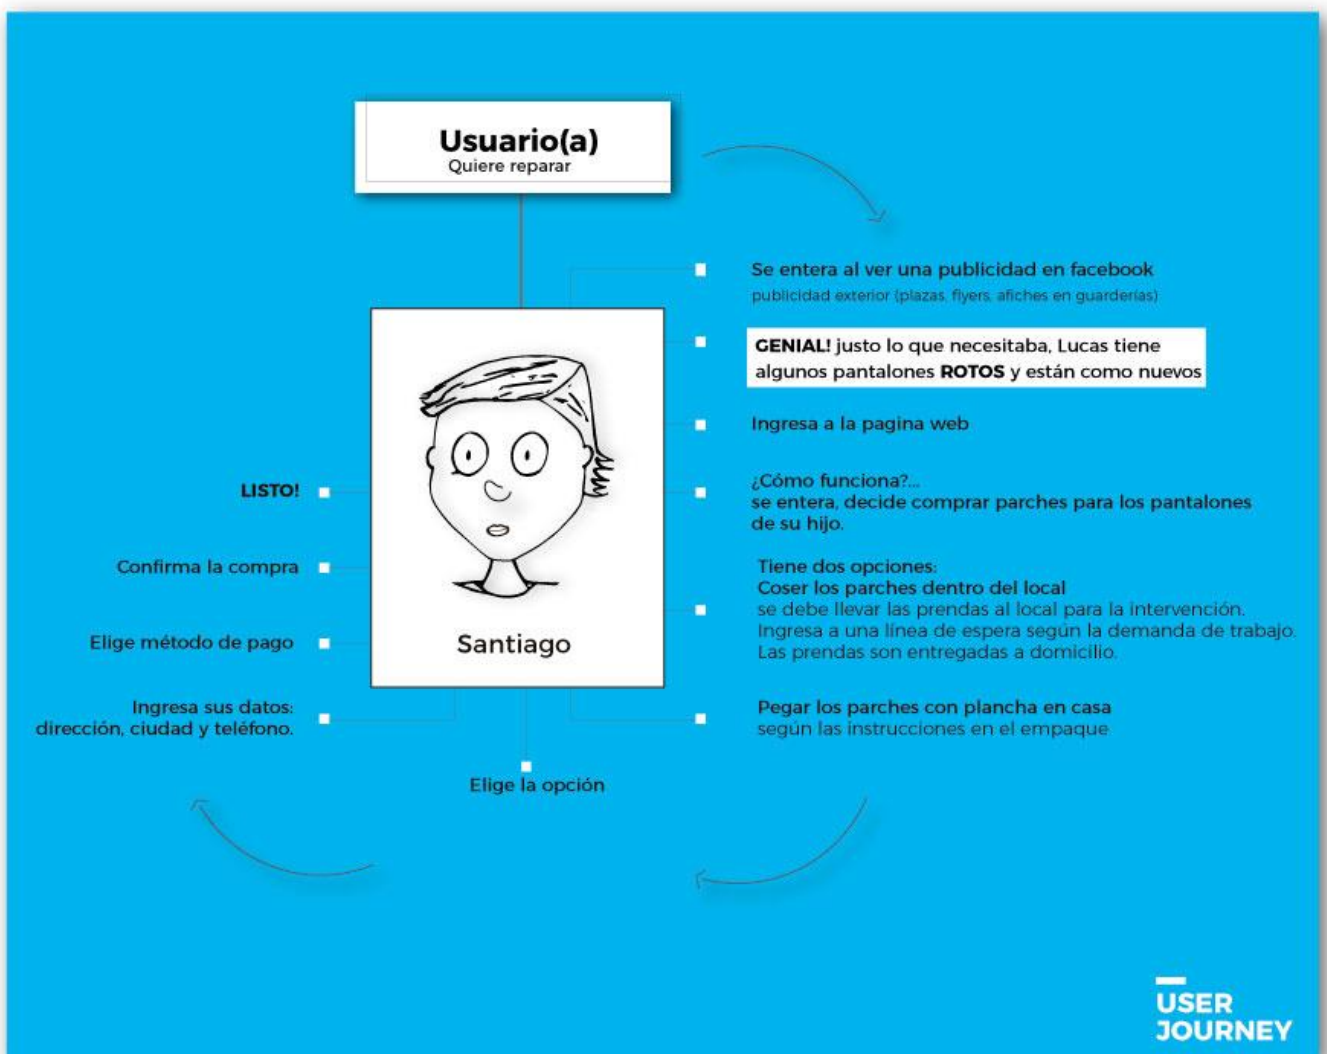 Usuario(a)
Quiere reparar
Se entera al ver una publicidad en facebook
publicidad exterior (plazas, flyers, afiches en guarderías)
GENIAL! justo lo que necesitaba, Lucas tiene
algunos pantalones ROTOS y están como nuevos
Ingresa a la pagina web
¿Cómo funciona?...
se entera, decide comprar parches para los pantalones
de su hijo.
Tiene dos opciones:
Coser los parches dentro del local
se debe llevar las prendas al local para la intervención.
Ingresa a una línea de espera según la demanda de trabajo.
Las prendas son entregadas a domicilio.
Pegar los parches con plancha en casa
según las instrucciones en el empaque
Santiago
Elige la opción
Ingresa sus datos:
dirección, ciudad y teléfono.
Elige método de pago
Confirma la compra
LISTO!
USER
JOURNEY